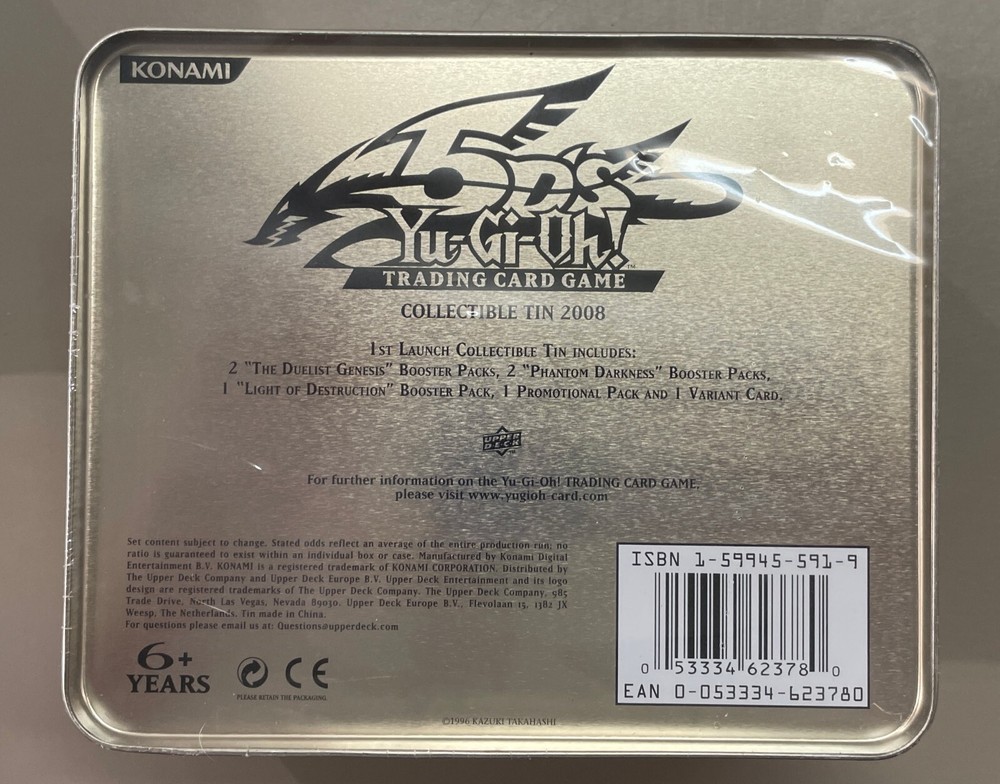 KONAMI
5D's
Yu-Gi-Oh!
TRADING CARD GAME
COLLECTIBLE TIN 2008
1ST LAUNCH COLLECTIBLE TIN INCLUDES:
2 "THE DUELIST GENESIS" BOOSTER PACKS, 2 "PHANTOM DARKNESS" BOOSTER PACKS,
1 "LIGHT OF DESTRUCTION" BOOSTER PACK, 1 PROMOTIONAL PACK AND 1 VARIANT CARD.
UPPER
DECK
For further information on the Yu-Gi-Oh! TRADING CARD GAME,
please visit www.yugioh-card.com
Set content subject to change. Stated odds reflect an average of the entire production run; no
ratio is guaranteed to exist within an individual box or case. Manufactured by Konami Digital
Entertainment B.V. KONAMI is a registered trademark of KONAMI CORPORATION. Distributed by
The Upper Deck Company and Upper Deck Europe B.V. Upper Deck Entertainment and its logo
design are registered trademarks of The Upper Deck Company. The Upper Deck Company, 985
Trade Drive, North Las Vegas, Nevada 89030. Upper Deck Europe B.V., Flevolaan 15, 1382 JX
Weesp, The Netherlands. Tin made in China.
For questions please email us at: Questions@upperdeck.com
6+
YEARS
CE
PLEASE RETAIN THE PACKAGING.
ISBN 1-59945-591-9
0 53334 62378 0
EAN 0-053334-623780
©1996 KAZUKI TAKAHASHI